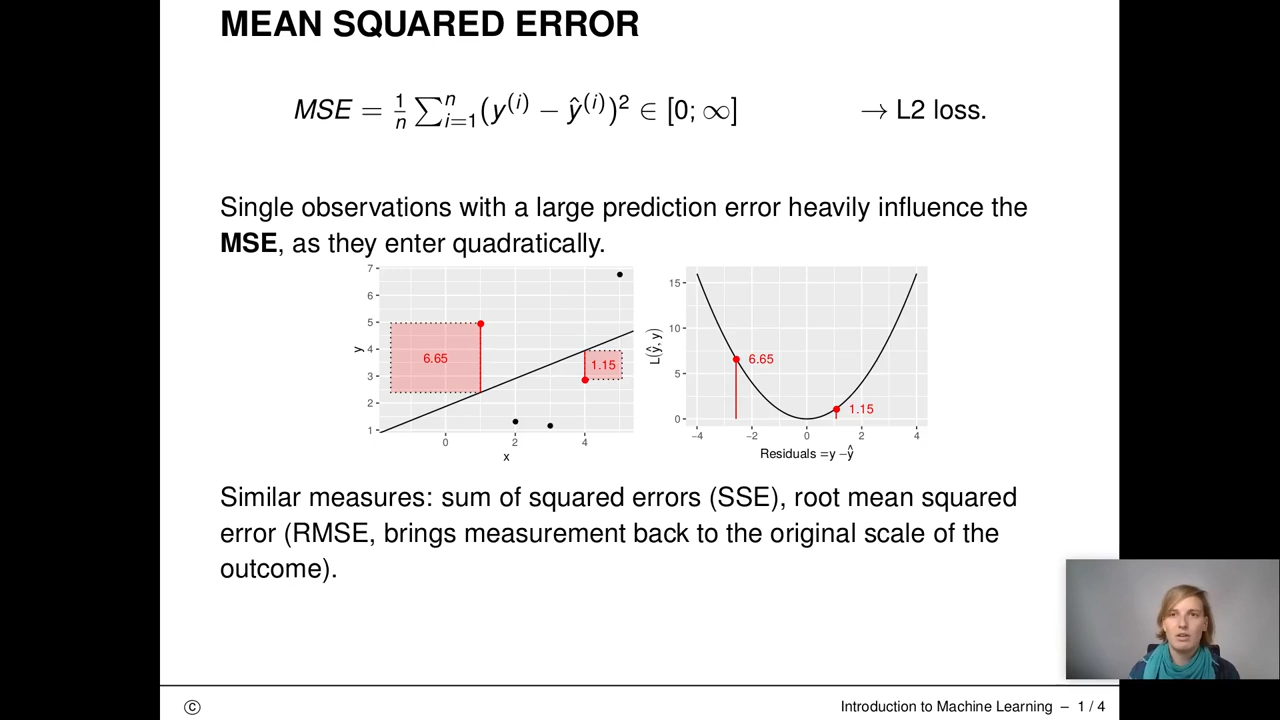 MEAN SQUARED ERROR
MSE = 1/n ∑ⁿᵢ₌₁(y⁽ⁱ⁾ − ŷ⁽ⁱ⁾)² ∈ [0; ∞] → L2 loss.
Single observations with a large prediction error heavily influence the
MSE, as they enter quadratically.
7
6
5
4
3
2
1
y
6.65
1.15
0 2 4
x
15
10
5
0
L(ŷ, y)
6.65
1.15
−4 −2 0 2 4
Residuals =y −ŷ
Similar measures: sum of squared errors (SSE), root mean squared
error (RMSE, brings measurement back to the original scale of the
outcome).
© Introduction to Machine Learning – 1 / 4